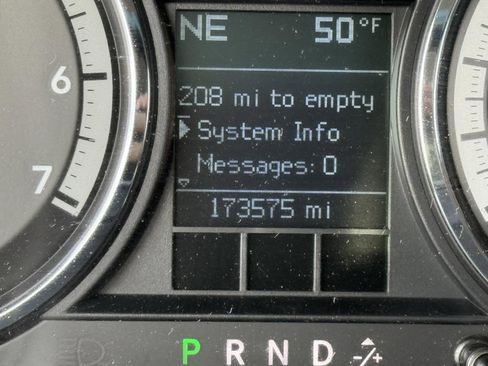 NE 50°F
208 mi to empty
System Info
Messages: 0
173575 mi
6
7
P R N D -/+